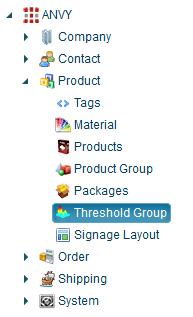 ANVY
Company
Contact
Product
Tags
Material
Products
Product Group
Packages
Threshold Group
Signage Layout
Order
Shipping
System